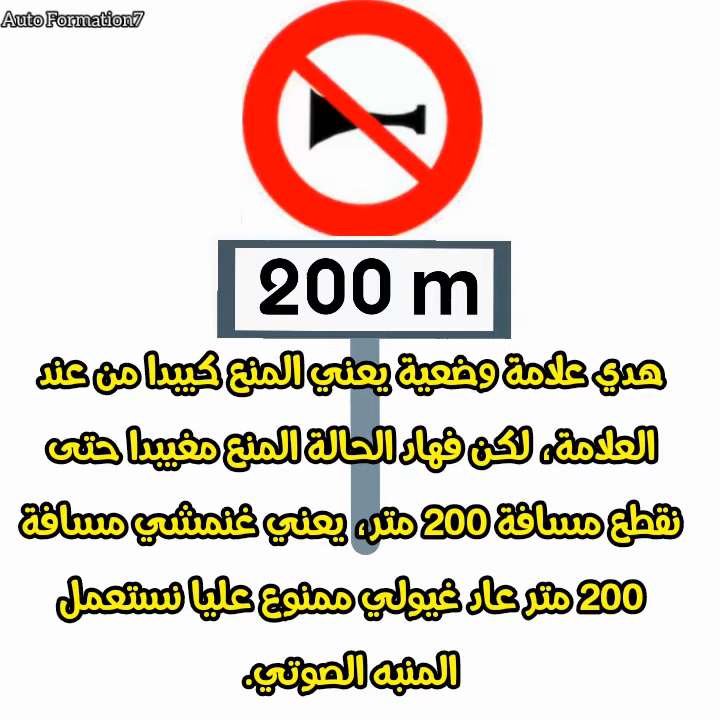 Auto Formation7
200 m
هدي علامة وضعية يعني المنع كيبدا من عند
العلامة، لكن فهاد الحالة المنع مغيبدا حتى
نقطع مسافة 200 متر، يعني غنمشي مسافة
200 متر عاد غيولي ممنوع عليا نستعمل
المنبه الصوتي.